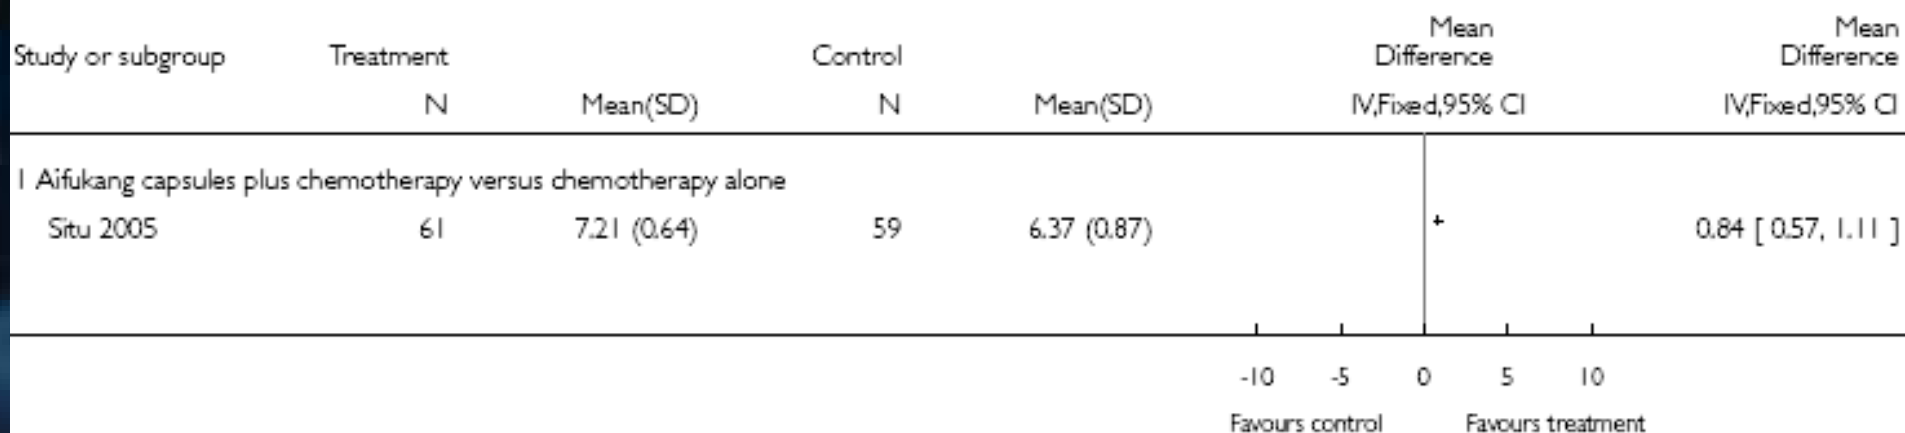 Study or subgroup Treatment Control Mean Difference Mean Difference
N Mean(SD) N Mean(SD) IV,Fixed,95% CI IV,Fixed,95% CI
1 Aifukang capsules plus chemotherapy versus chemotherapy alone
Situ 2005 61 7.21 (0.64) 59 6.37 (0.87) 0.84 [ 0.57, 1.11 ]
-10 -5 0 5 10
Favours control Favours treatment